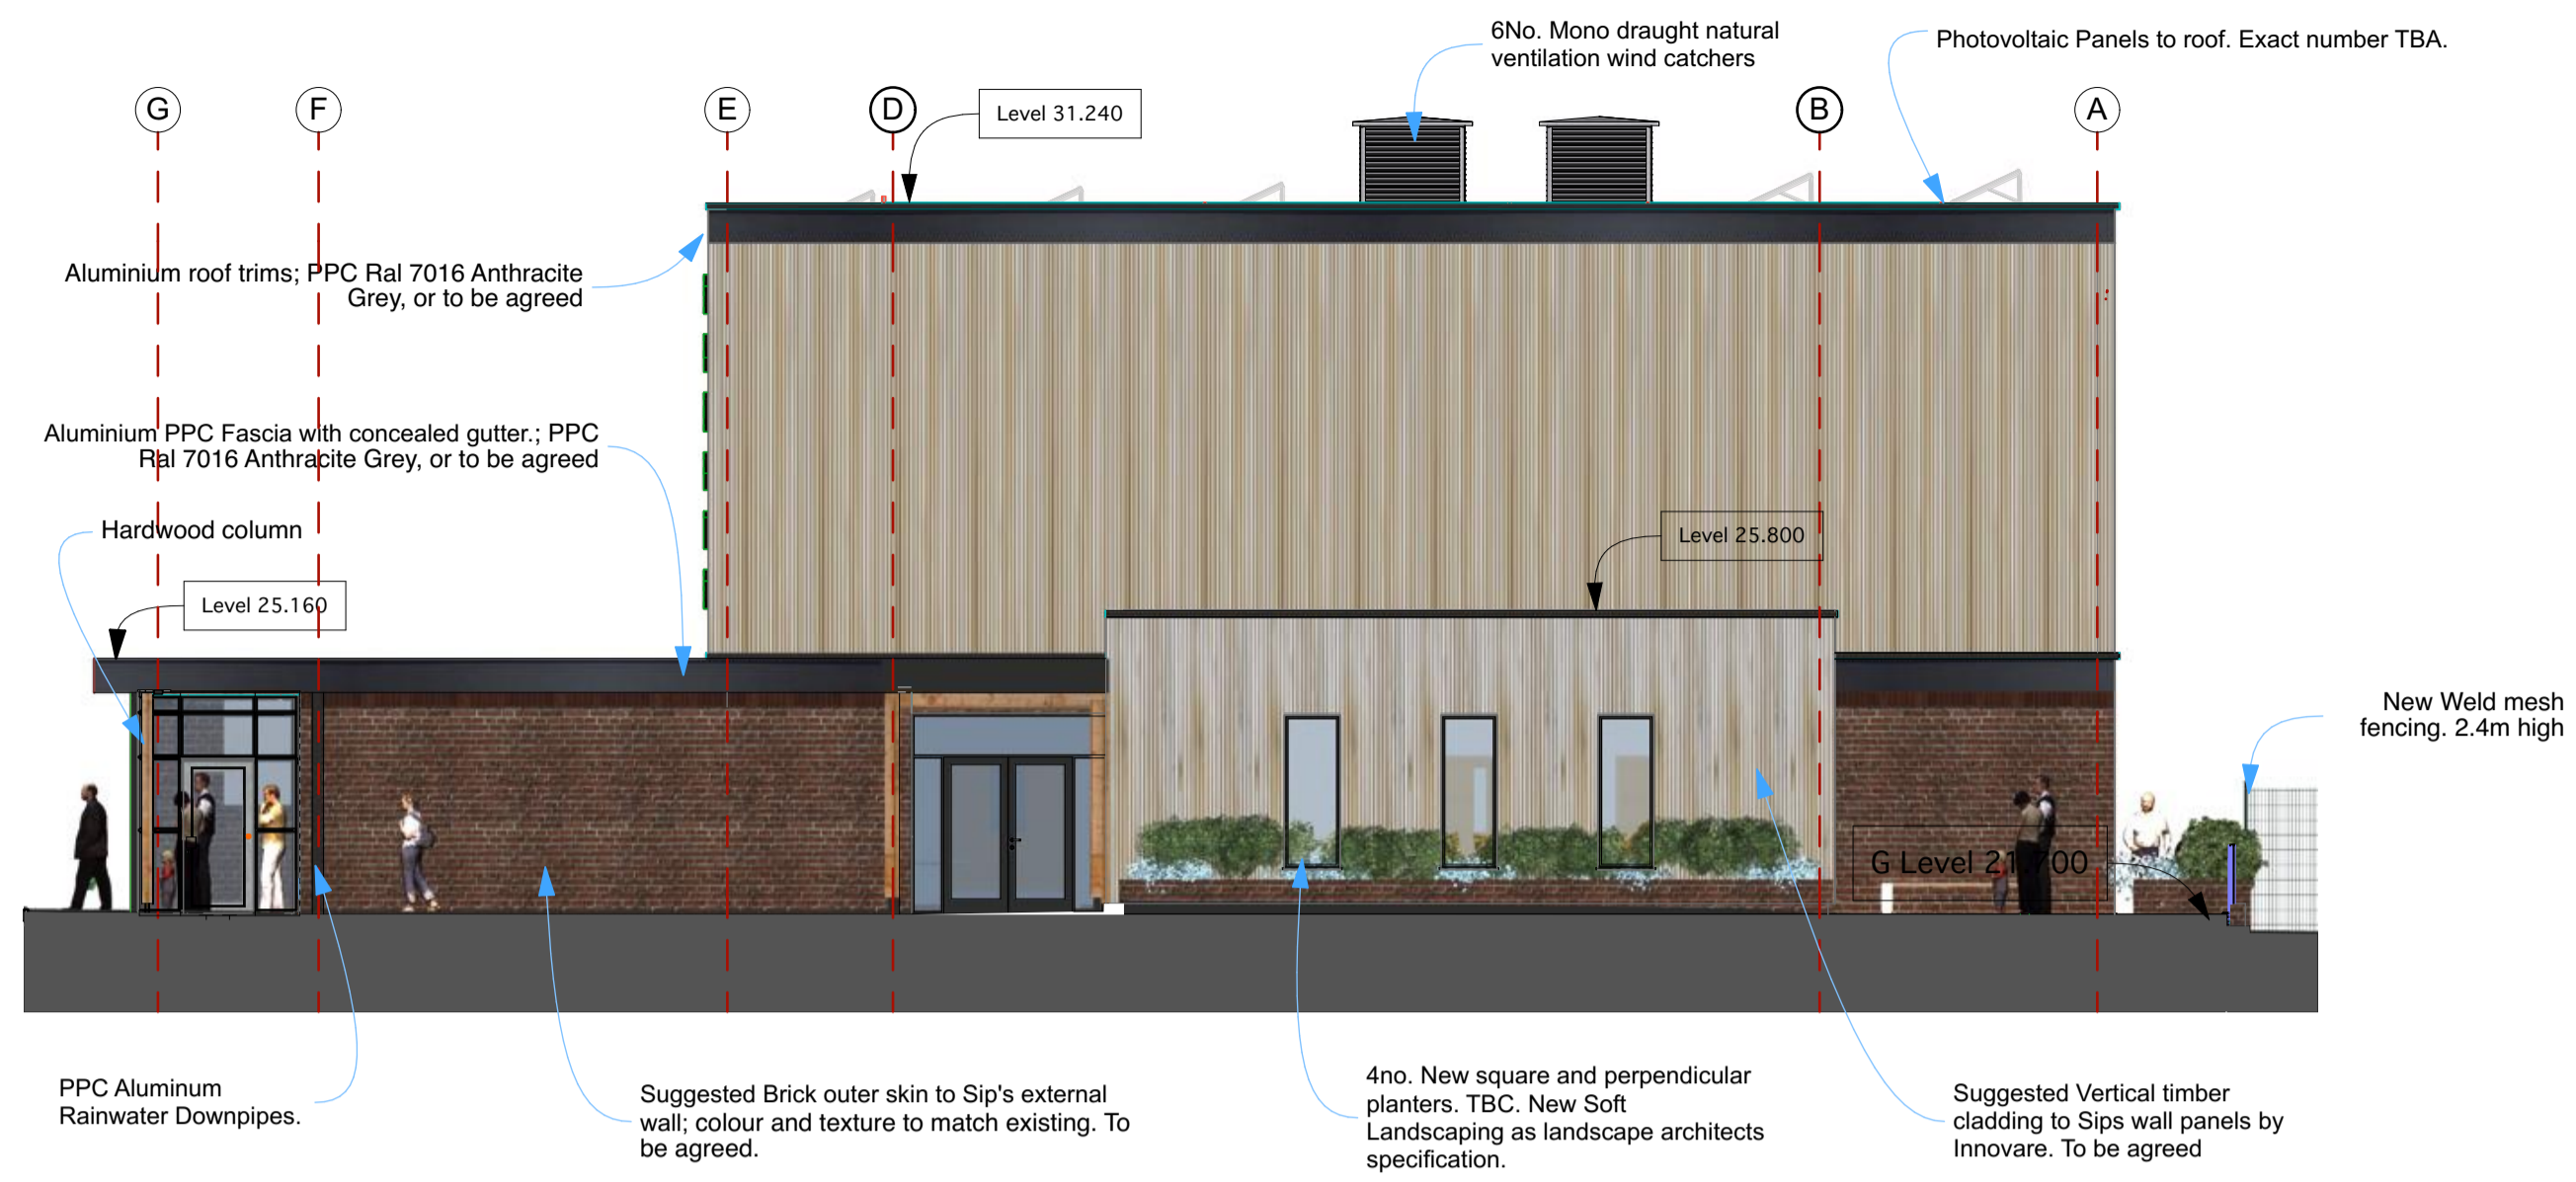 6No. Mono draught natural
ventilation wind catchers
Photovoltaic Panels to roof. Exact number TBA.
G
F
E
D
B
A
Level 31.240
Aluminium roof trims; PPC Ral 7016 Anthracite
Grey, or to be agreed
Aluminium PPC Fascia with concealed gutter.; PPC
Ral 7016 Anthracite Grey, or to be agreed
Hardwood column
Level 25.800
Level 25.160
New Weld mesh
fencing. 2.4m high
G Level 21.700
PPC Aluminum
Rainwater Downpipes.
Suggested Brick outer skin to Sip's external
wall; colour and texture to match existing. To
be agreed.
4no. New square and perpendicular
planters. TBC. New Soft
Landscaping as landscape architects
specification.
Suggested Vertical timber
cladding to Sips wall panels by
Innovare. To be agreed